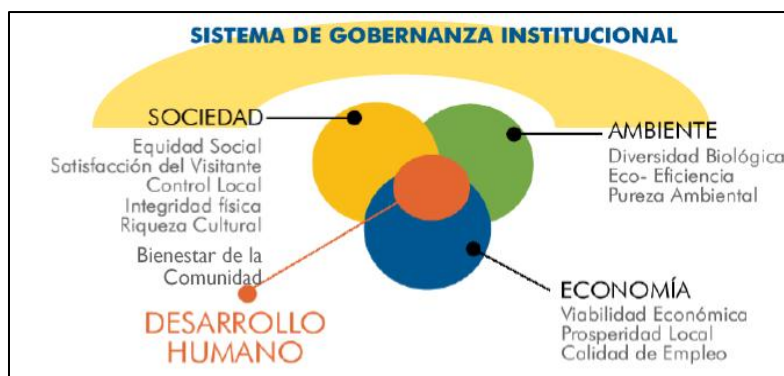 SISTEMA DE GOBERNANZA INSTITUCIONAL
SOCIEDAD
Equidad Social
Satisfacción del Visitante
Control Local
Integridad física
Riqueza Cultural
Bienestar de la
Comunidad
DESARROLLO
HUMANO
AMBIENTE
Diversidad Biológica
Eco- Eficiencia
Pureza Ambiental
ECONOMÍA
Viabilidad Económica
Prosperidad Local
Calidad de Empleo